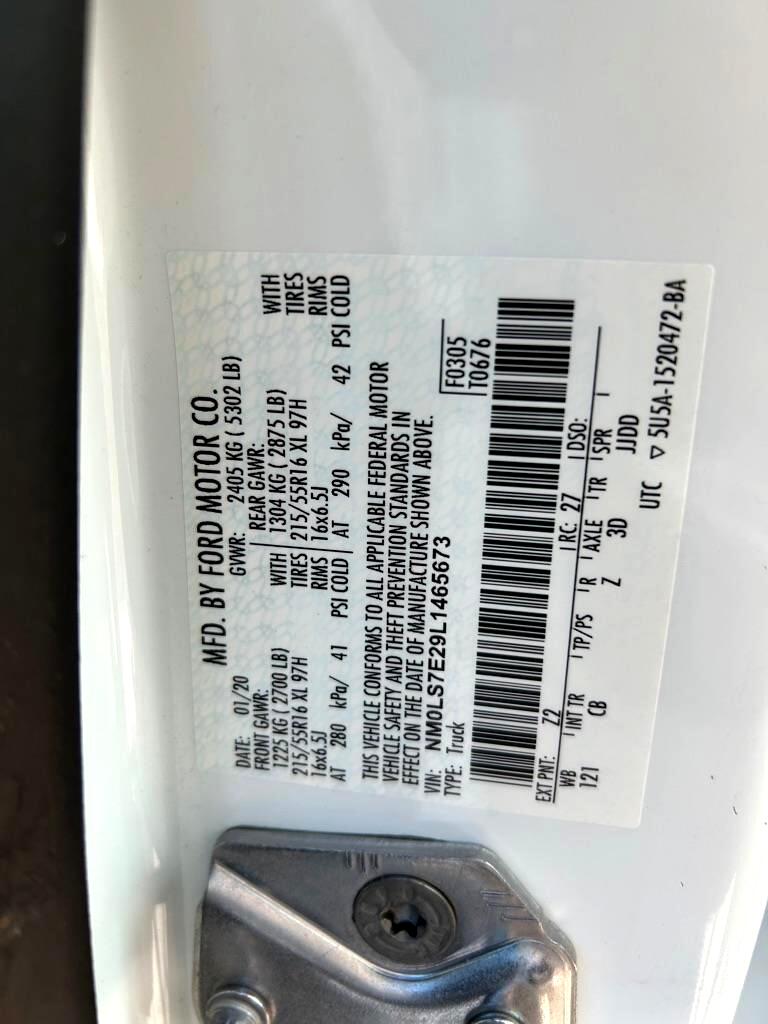 MFD. BY FORD MOTOR CO.
DATE: 01/20 GVWR: 2405 KG ( 5302 LB)
FRONT GAWR: REAR GAWR:
1225 KG ( 2700 LB) WITH 1304 KG ( 2875 LB) WITH
215/55R16 XL 97H TIRES 215/55R16 XL 97H TIRES
16x6.5J RIMS 16x6.5J RIMS
AT 280 kPa/ 41 PSI COLD AT 290 kPa/ 42 PSI COLD
THIS VEHICLE CONFORMS TO ALL APPLICABLE FEDERAL MOTOR
VEHICLE SAFETY AND THEFT PREVENTION STANDARDS IN
EFFECT ON THE DATE OF MANUFACTURE SHOWN ABOVE.
VIN: NM0LS7E29L1465673 F0305
TYPE: Truck T0676
EXT PNT: Z2 RC: 27 DSO:
WB INT TR TP/PS R AXLE TR SPR
121 CB Z 3D JJDD
UTC ▽ 5U5A-1520472-BA